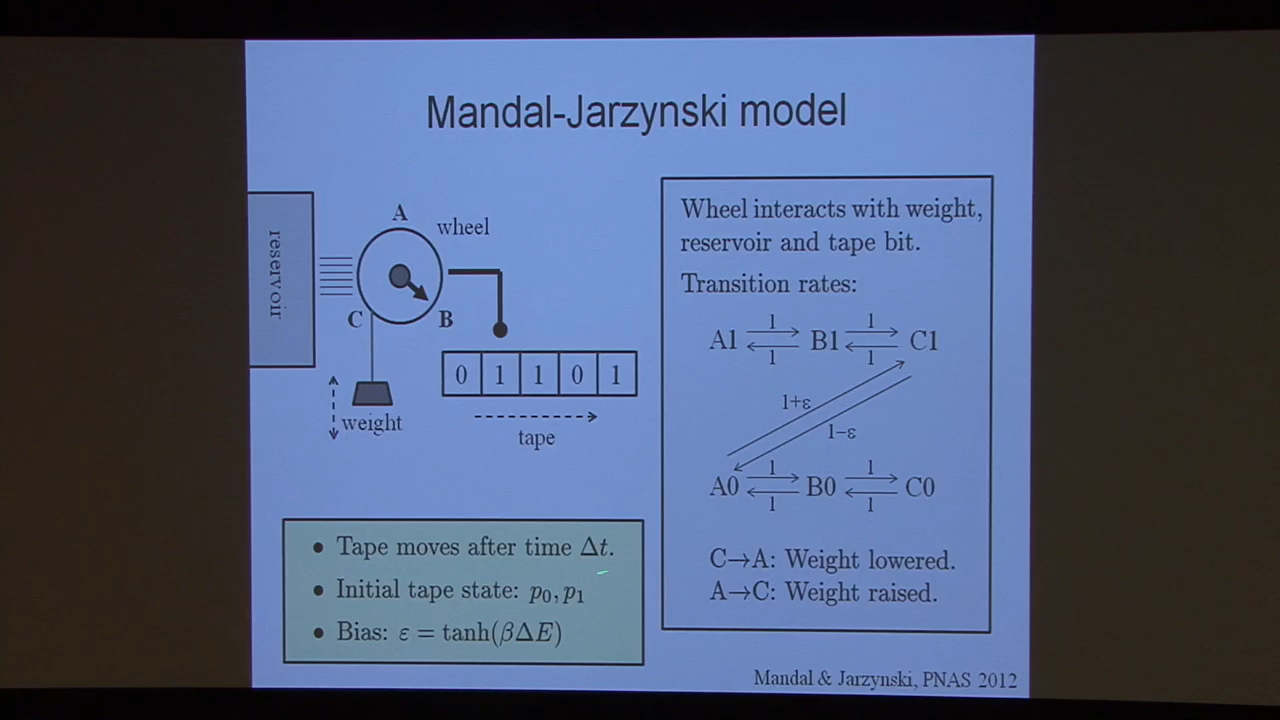 Mandal-Jarzynski model
reservoir
A
wheel
C
B
0 1 1 0 1
weight
tape
Wheel interacts with weight,
reservoir and tape bit.
Transition rates:
1 1
A1 B1 C1
1 1
1+ε
1−ε
1 1
A0 B0 C0
1 1
C→A: Weight lowered.
A→C: Weight raised.
• Tape moves after time Δt.
• Initial tape state: p₀, p₁
• Bias: ε = tanh(βΔE)
Mandal & Jarzynski, PNAS 2012